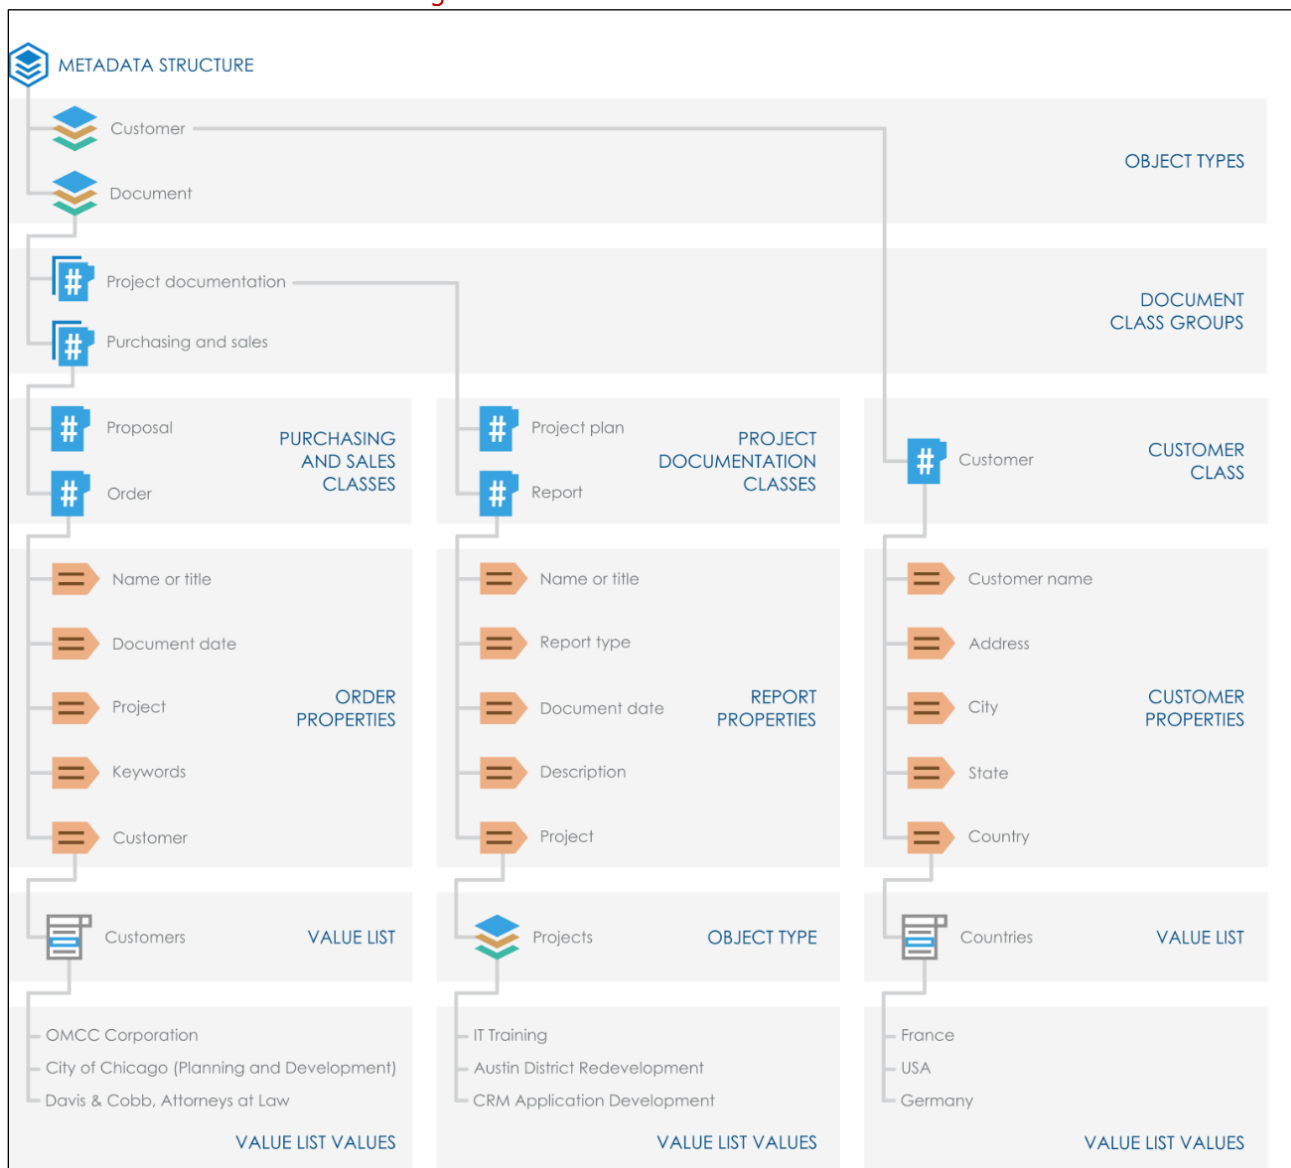 METADATA STRUCTURE
Customer
OBJECT TYPES
Document
Project documentation
DOCUMENT
CLASS GROUPS
Purchasing and sales
Proposal
Order
PURCHASING
AND SALES
CLASSES
Project plan
Report
PROJECT
DOCUMENTATION
CLASSES
Customer
CUSTOMER
CLASS
Name or title
Document date
Project
Keywords
Customer
ORDER
PROPERTIES
Name or title
Report type
Document date
Description
Project
REPORT
PROPERTIES
Customer name
Address
City
State
Country
CUSTOMER
PROPERTIES
Customers
VALUE LIST
Projects
OBJECT TYPE
Countries
VALUE LIST
OMCC Corporation
City of Chicago (Planning and Development)
Davis & Cobb, Attorneys at Law
VALUE LIST VALUES
IT Training
Austin District Redevelopment
CRM Application Development
VALUE LIST VALUES
France
USA
Germany
VALUE LIST VALUES